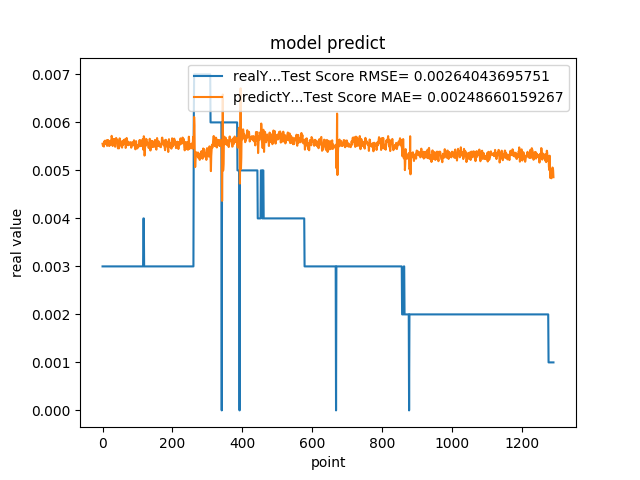 model predict
realY...Test Score RMSE= 0.00264043695751
predictY...Test Score MAE= 0.00248660159267
0.007
0.006
0.005
0.004
0.003
0.002
0.001
0.000
real value
0 200 400 600 800 1000 1200
point